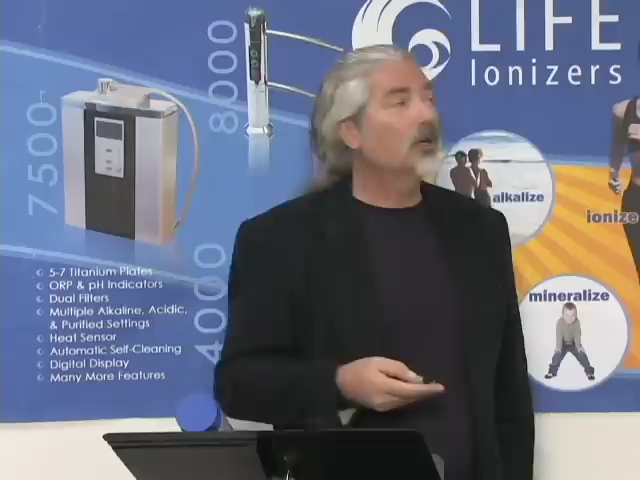 LIFE
Ionizers
8000
7500
4000
alkalize
ionize
mineralize
5-7 Titanium Plates
ORP & pH Indicators
Dual Filters
Multiple Alkaline, Acidic,
& Purified Settings
Heat Sensor
Automatic Self-Cleaning
Digital Display
Many More Features